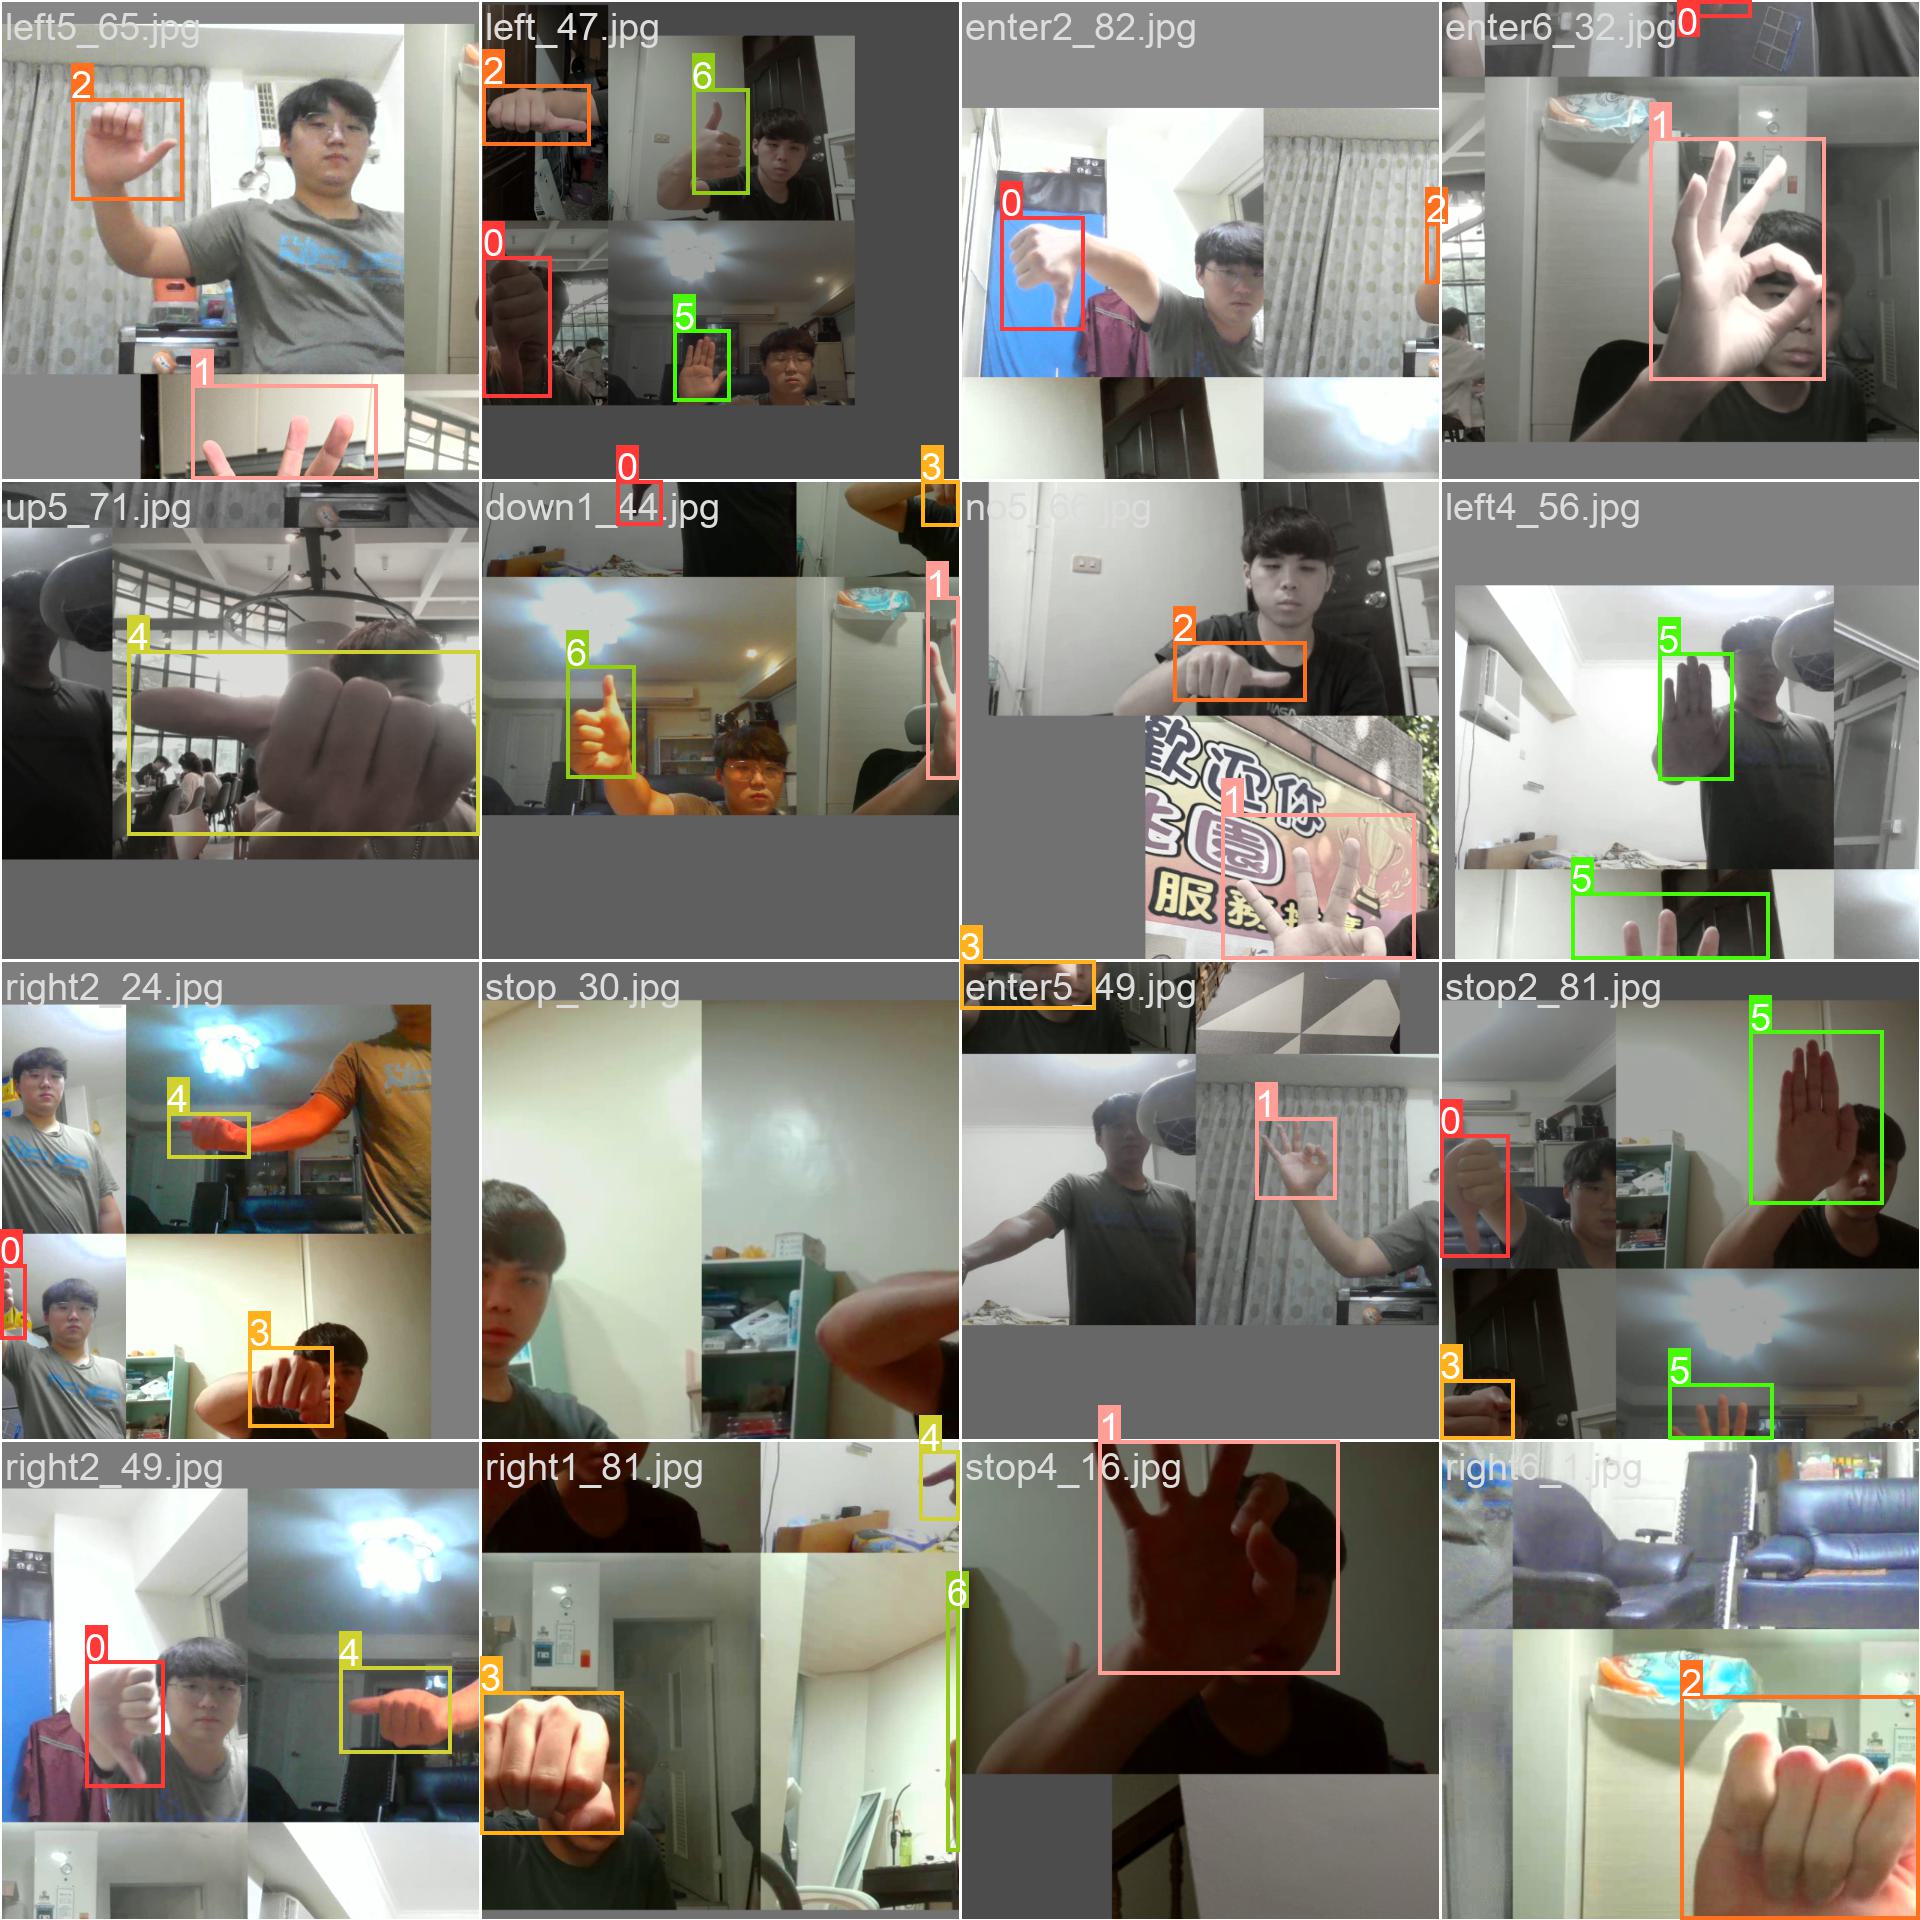 left5_65.jpg
left_47.jpg
enter2_82.jpg
enter6_32.jpg
0
2
6
0
5
1
2
0
2
1
up5_71.jpg
down1_44.jpg
left4_56.jpg
0
3
4
6
1
2
歡迎你
園
服務
1
5
5
right2_24.jpg
stop_30.jpg
enter5_49.jpg
stop2_81.jpg
3
4
0
3
1
5
0
3
5
right2_49.jpg
right1_81.jpg
stop4_16.jpg
right6_1.jpg
0
4
4
3
6
1
2